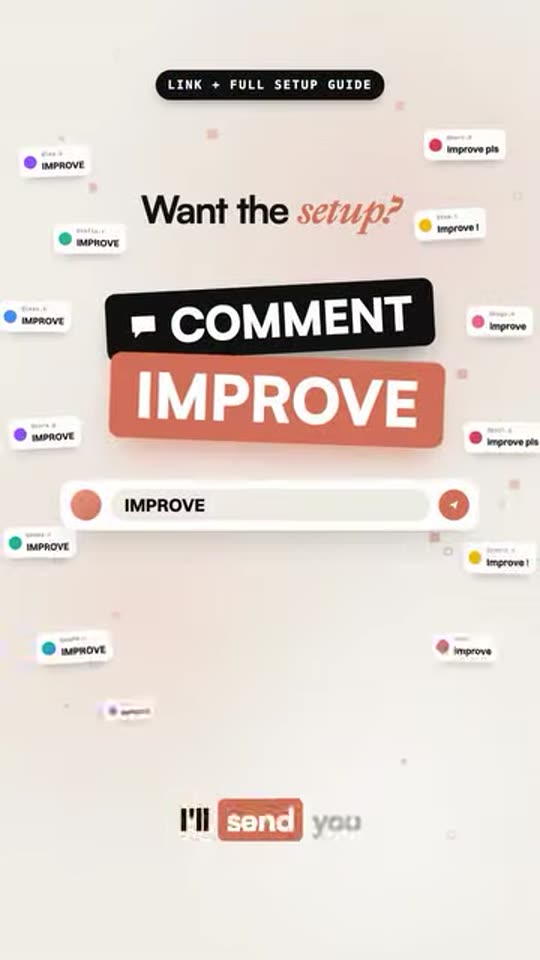 LINK + FULL SETUP GUIDE
improve pls
IMPROVE
Want the setup?
Improve !
IMPROVE
COMMENT
IMPROVE
improve
IMPROVE
IMPROVE
improve pls
IMPROVE
IMPROVE
Improve !
IMPROVE
improve
I'll send you